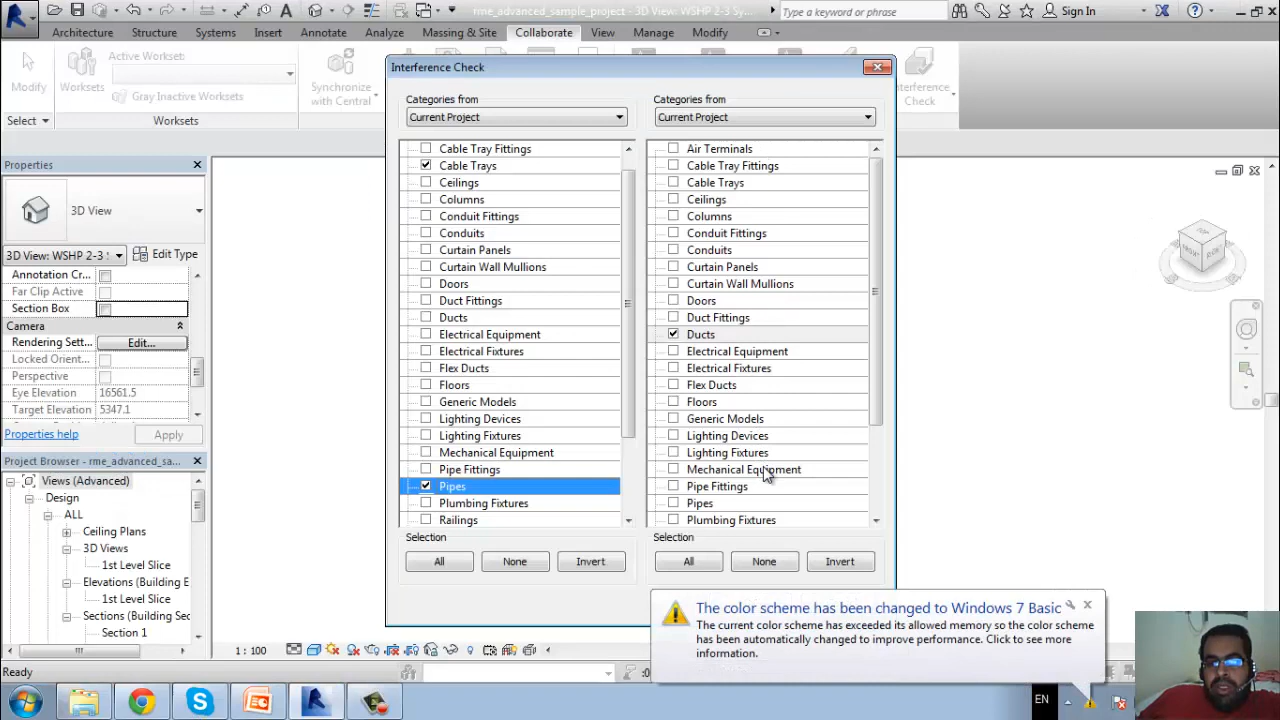 rme_advanced_sample_project - 3D View: WSHP 2-3 Sy...
Type a keyword or phrase
Sign In
Architecture
Structure
Systems
Insert
Annotate
Analyze
Massing & Site
Collaborate
View
Manage
Modify
Modify
Worksets
Active Workset:
Gray Inactive Worksets
Synchronize
with Central
Interference
Check
Select
Worksets
Interference Check
Categories from
Current Project
Cable Tray Fittings
Cable Trays
Ceilings
Columns
Conduit Fittings
Conduits
Curtain Panels
Curtain Wall Mullions
Doors
Duct Fittings
Ducts
Electrical Equipment
Electrical Fixtures
Flex Ducts
Floors
Generic Models
Lighting Devices
Lighting Fixtures
Mechanical Equipment
Pipe Fittings
Pipes
Plumbing Fixtures
Railings
Selection
All
None
Invert
Categories from
Current Project
Air Terminals
Cable Tray Fittings
Cable Trays
Ceilings
Columns
Conduit Fittings
Conduits
Curtain Panels
Curtain Wall Mullions
Doors
Duct Fittings
Ducts
Electrical Equipment
Electrical Fixtures
Flex Ducts
Floors
Generic Models
Lighting Devices
Lighting Fixtures
Mechanical Equipment
Pipe Fittings
Pipes
Plumbing Fixtures
Selection
All
None
Invert
Properties
3D View
3D View: WSHP 2-3
Edit Type
Annotation Cr...
Far Clip Active
Section Box
Camera
Rendering Sett...
Edit...
Locked Orient...
Perspective
Eye Elevation
16561.5
Target Elevation
5347.1
Properties help
Apply
Project Browser - rme_advanced_sa...
Views (Advanced)
Design
ALL
Ceiling Plans
3D Views
1st Level Slice
Elevations (Building E
1st Level Slice
Sections (Building Se
Section 1
TOP
1 : 100
Ready
:0
The color scheme has been changed to Windows 7 Basic
The current color scheme has exceeded its allowed memory so the color scheme
has been automatically changed to improve performance. Click to see more
information.
EN